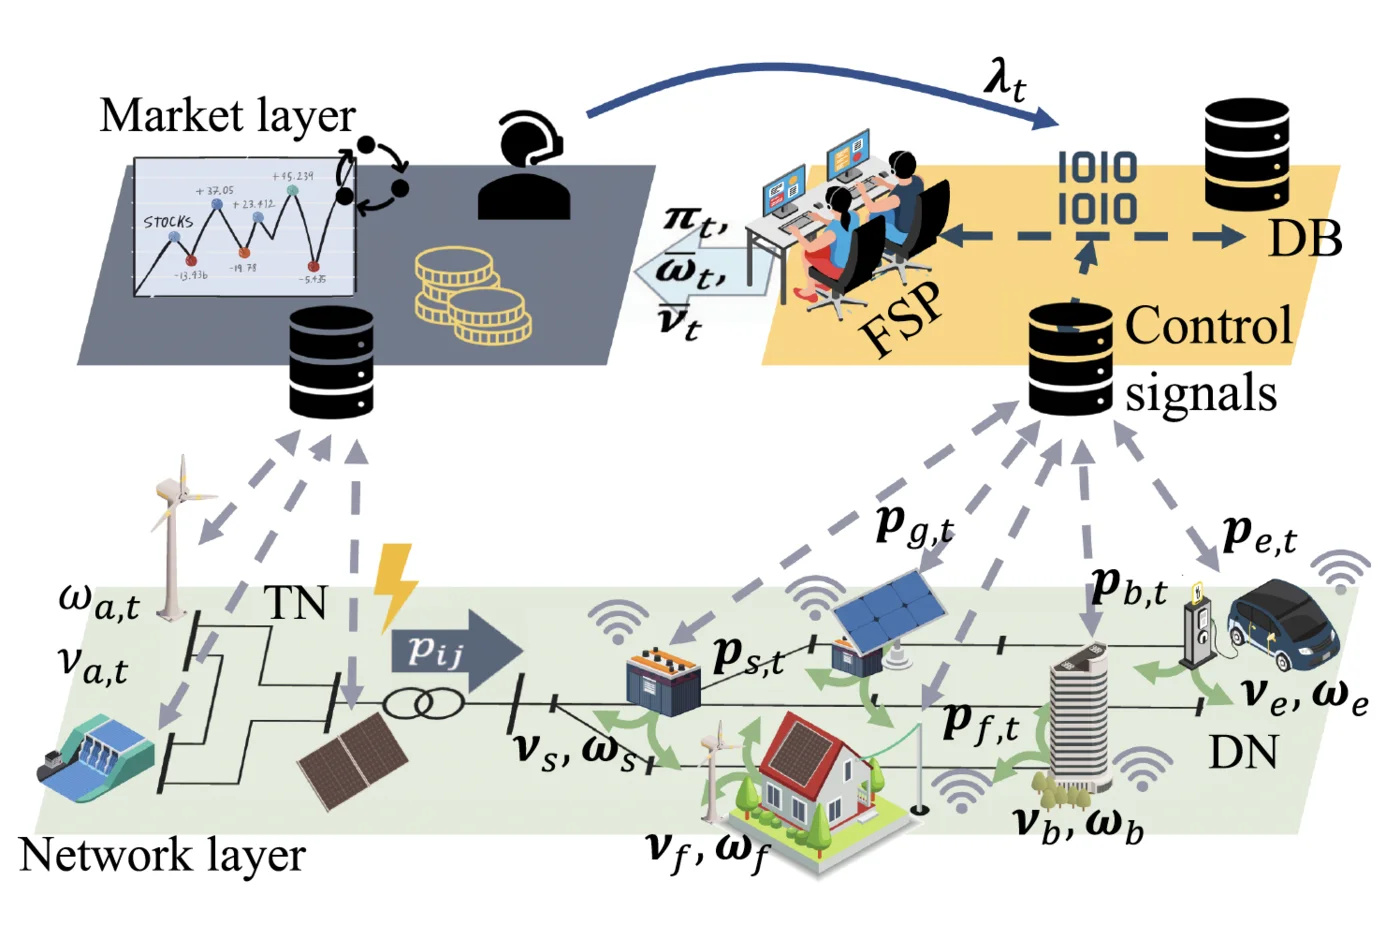 λt
Market layer
STOCKS
+37.05
+23.412
+45.239
-13.436
-19.78
-5.435
πt,
ω̅t,
ν̅t
1010
1010
DB
FSP
Control
signals
pg,t
pe,t
pb,t
ωa,t
νa,t
TN
pij
ps,t
pf,t
νs, ωs
νe, ωe
DN
νb, ωb
νf, ωf
Network layer